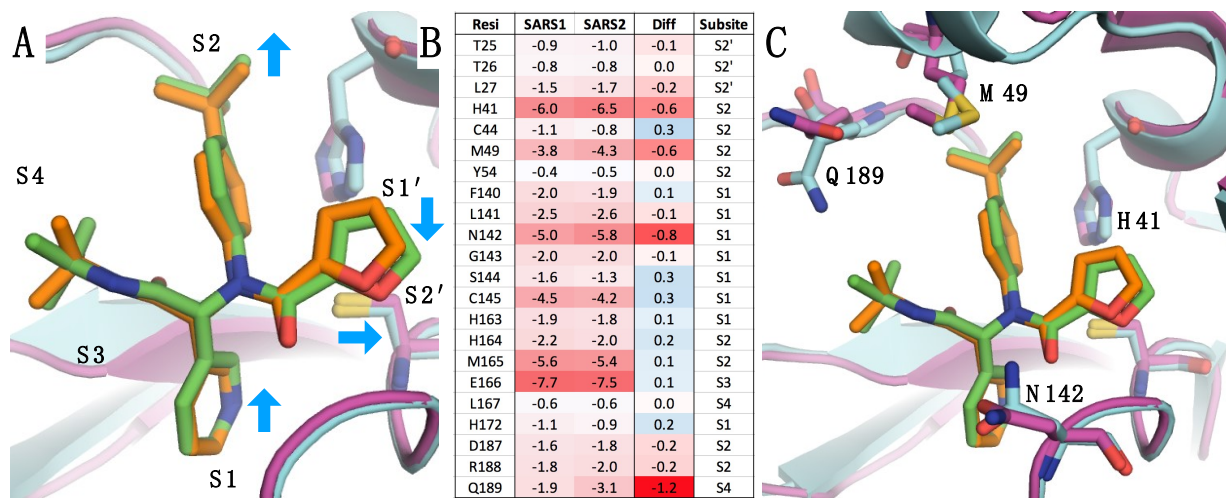 A
S2
S4
S1′
S2′
S3
S1
B
Resi SARS1 SARS2 Diff Subsite
T25 -0.9 -1.0 -0.1 S2'
T26 -0.8 -0.8 0.0 S2'
L27 -1.5 -1.7 -0.2 S2'
H41 -6.0 -6.5 -0.6 S2
C44 -1.1 -0.8 0.3 S2
M49 -3.8 -4.3 -0.6 S2
Y54 -0.4 -0.5 0.0 S2
F140 -2.0 -1.9 0.1 S1
L141 -2.5 -2.6 -0.1 S1
N142 -5.0 -5.8 -0.8 S1
G143 -2.0 -2.0 -0.1 S1
S144 -1.6 -1.3 0.3 S1
C145 -4.5 -4.2 0.3 S1
H163 -1.9 -1.8 0.1 S1
H164 -2.2 -2.0 0.2 S2
M165 -5.6 -5.4 0.1 S2
E166 -7.7 -7.5 0.1 S3
L167 -0.6 -0.6 0.0 S4
H172 -1.1 -0.9 0.2 S1
D187 -1.6 -1.8 -0.2 S2
R188 -1.8 -2.0 -0.2 S2
Q189 -1.9 -3.1 -1.2 S4
C
M49
Q189
H41
N142